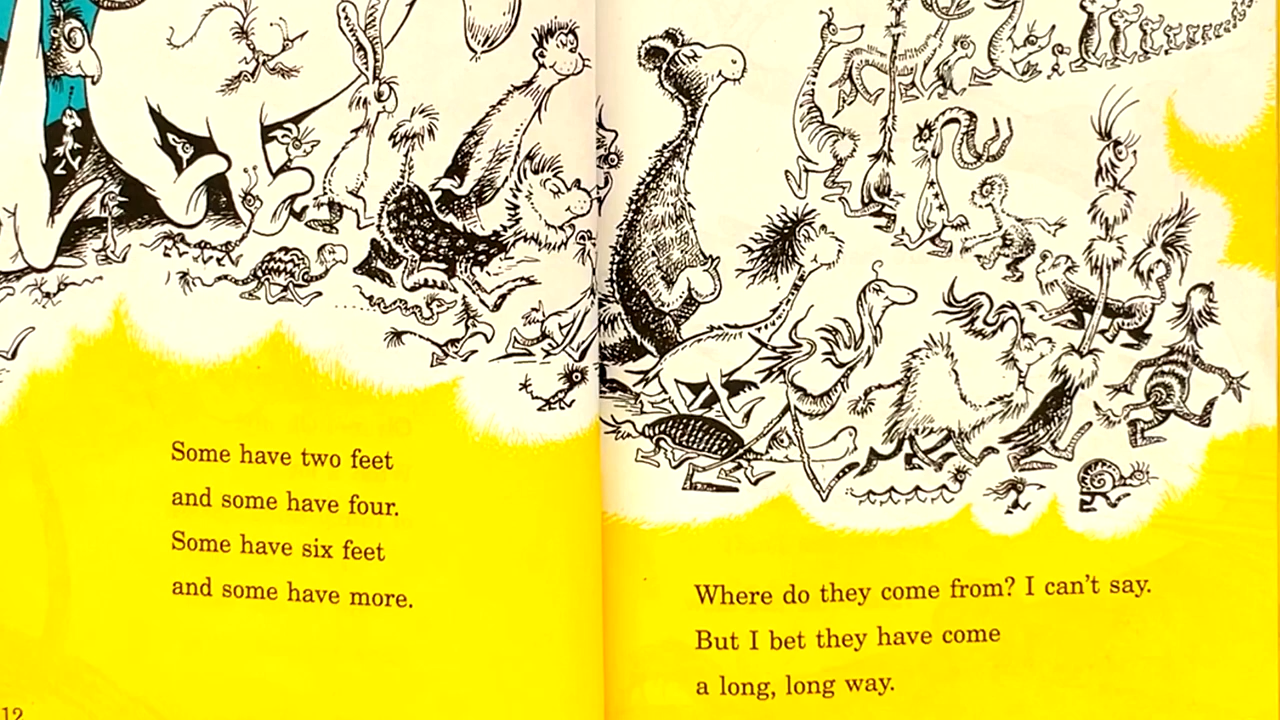 Some have two feet
and some have four.
Some have six feet
and some have more.
12
Where do they come from? I can't say.
But I bet they have come
a long, long way.